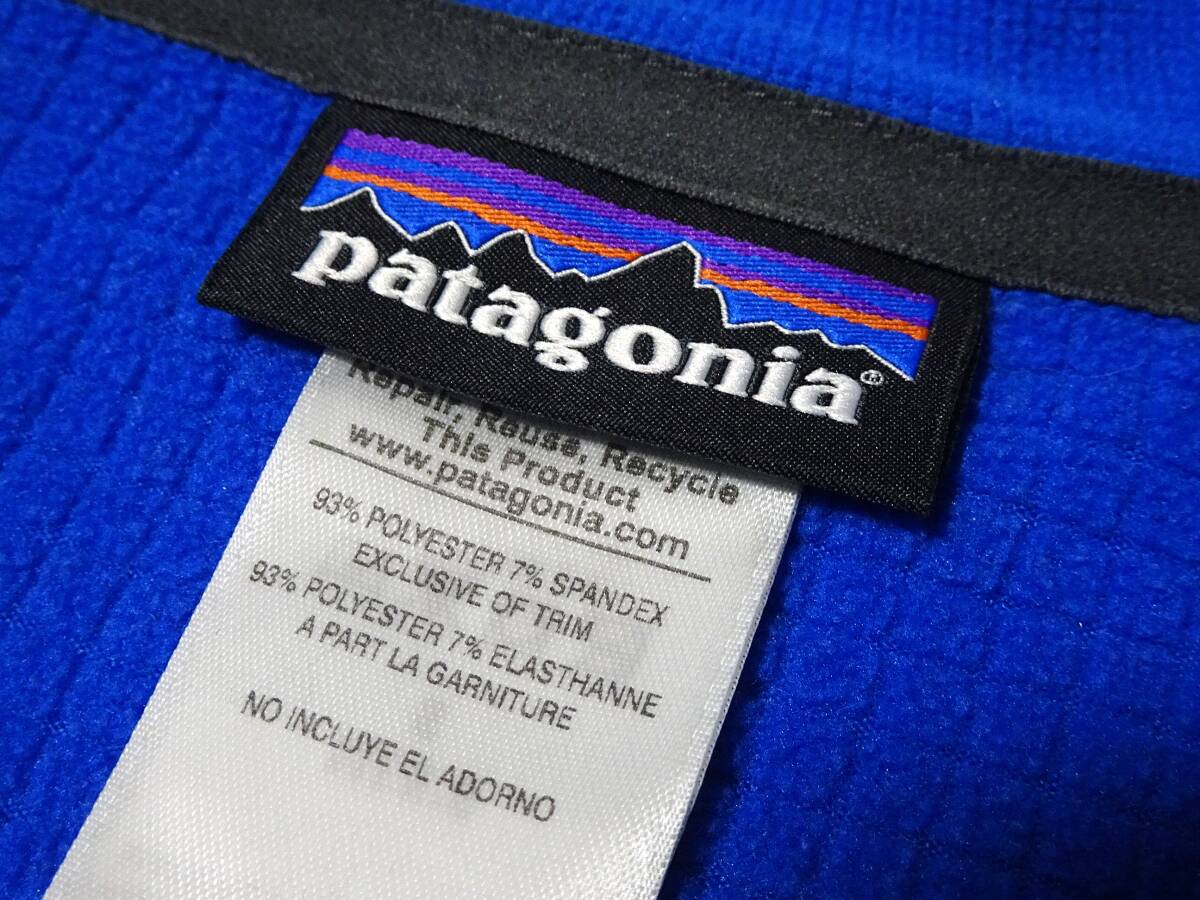 patagonia®
Repair, Reuse, Recycle
This Product
www.patagonia.com
93% POLYESTER 7% SPANDEX
EXCLUSIVE OF TRIM
93% POLYESTER 7% ELASTHANNE
A PART LA GARNITURE
NO INCLUYE EL ADORNO